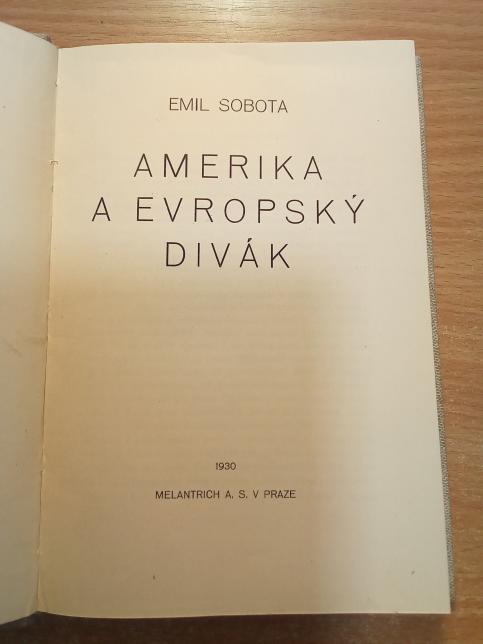 EMIL SOBOTA
AMERIKA
A EVROPSKÝ
DIVÁK
1930
MELANTRICH A. S. V PRAZE